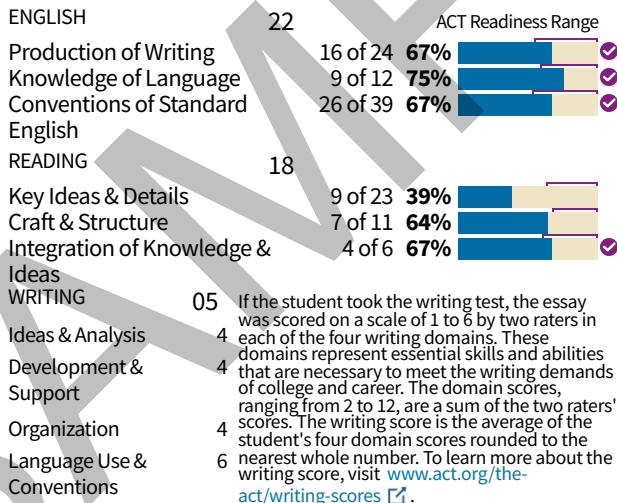 ENGLISH 22 ACT Readiness Range
Production of Writing 16 of 24 67%
Knowledge of Language 9 of 12 75%
Conventions of Standard 26 of 39 67%
English
READING 18
Key Ideas & Details 9 of 23 39%
Craft & Structure 7 of 11 64%
Integration of Knowledge & 4 of 6 67%
Ideas
WRITING 05
Ideas & Analysis 4
Development & 4
Support
Organization 4
Language Use & 6
Conventions
If the student took the writing test, the essay
was scored on a scale of 1 to 6 by two raters in
each of the four writing domains. These
domains represent essential skills and abilities
that are necessary to meet the writing demands
of college and career. The domain scores,
ranging from 2 to 12, are a sum of the two raters'
scores. The writing score is the average of the
student's four domain scores rounded to the
nearest whole number. To learn more about the
writing score, visit www.act.org/the-
act/writing-scores .